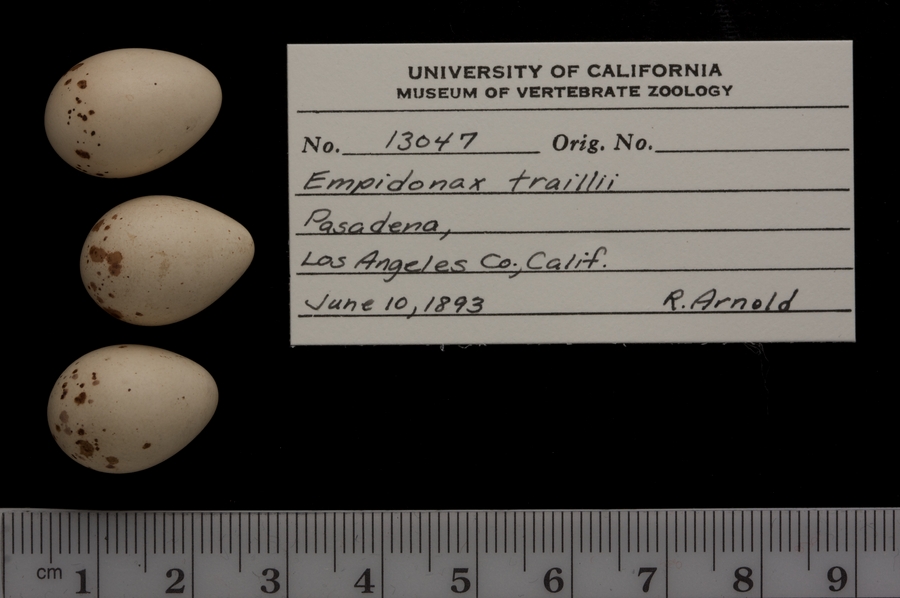 UNIVERSITY OF CALIFORNIA
MUSEUM OF VERTEBRATE ZOOLOGY
No. 13047 Orig. No.
Empidonax traillii
Pasadena,
Los Angeles Co., Calif.
June 10, 1893 R. Arnold
cm 1 2 3 4 5 6 7 8 9